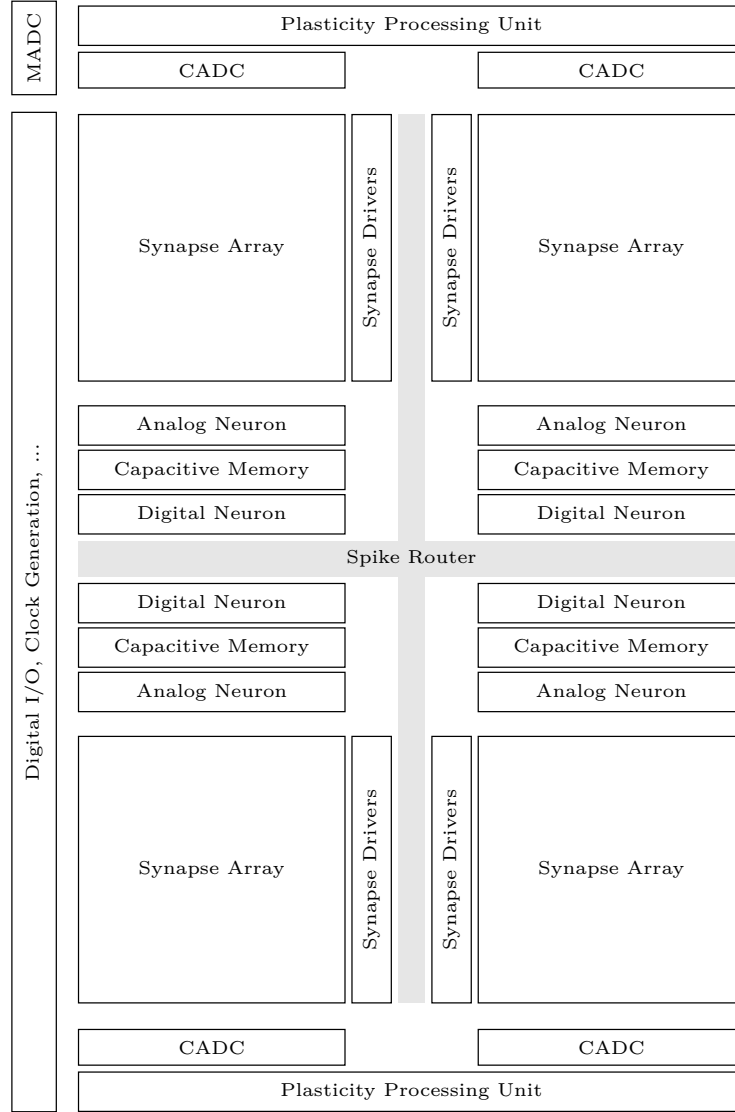 MADC
Plasticity Processing Unit
CADC
CADC
Synapse Array
Synapse Drivers
Synapse Drivers
Synapse Array
Analog Neuron
Analog Neuron
Capacitive Memory
Capacitive Memory
Digital Neuron
Digital Neuron
Digital I/O, Clock Generation, ...
Spike Router
Digital Neuron
Digital Neuron
Capacitive Memory
Capacitive Memory
Analog Neuron
Analog Neuron
Synapse Array
Synapse Drivers
Synapse Drivers
Synapse Array
CADC
CADC
Plasticity Processing Unit